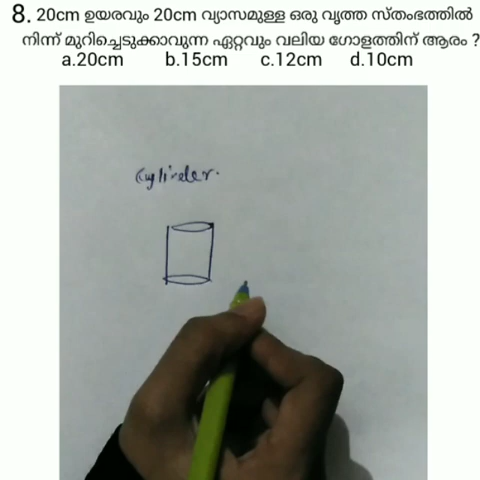 8. 20cm ഉയരവും 20cm വ്യാസമുള്ള ഒരു വൃത്ത സ്തംഭത്തിൽ
നിന്ന് മുറിച്ചെടുക്കാവുന്ന ഏറ്റവും വലിയ ഗോളത്തിന് ആരം ?
a.20cm b.15cm c.12cm d.10cm
Cylinder.